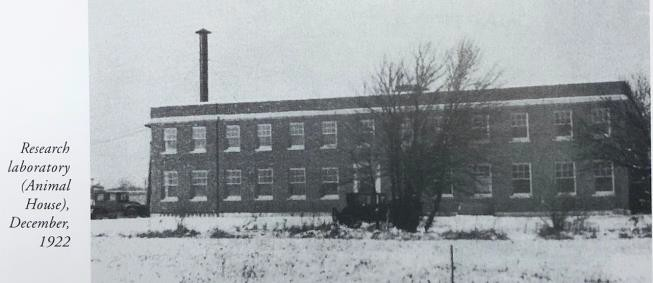 Research
laboratory
(Animal
House),
December,
1922